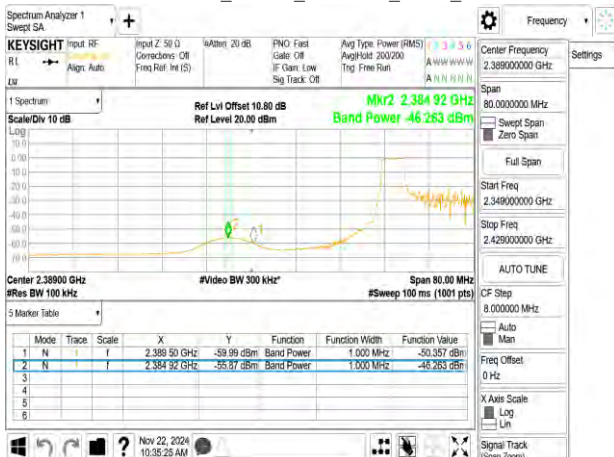 Spectrum Analyzer 1
Swept SA
+
Frequency
KEYSIGHT
RL
Input: RF
Align: Auto
Input Z: 50 Ω
Corrections: Off
Freq Ref: Int (S)
#Atten: 20 dB
PNO: Fast
Gate: Off
IF Gain: Low
Sig Track: Off
Avg Type: Power (RMS)
Avg|Hold: 200/200
Trig: Free Run
1 2 3 4 5 6
A W W W W W
A N N N N N
1 Spectrum
Scale/Div 10 dB
Log
Ref Lvl Offset 10.80 dB
Ref Level 20.00 dBm
Mkr2 2.384 92 GHz
Band Power -46.263 dBm
10.0
0.00
2
1
Center 2.38900 GHz
#Res BW 100 kHz
#Video BW 300 kHz*
Span 80.00 MHz
#Sweep 100 ms (1001 pts)
5 Marker Table
Mode Trace Scale X Y Function Function Width Function Value
1 N 1 f 2.389 50 GHz -59.99 dBm Band Power 1.000 MHz -50.357 dBm
2 N 1 f 2.384 92 GHz -55.87 dBm Band Power 1.000 MHz -46.263 dBm
3
4
5
6
?
Nov 22, 2024
10:35:25 AM
Center Frequency
2.389000000 GHz
Settings
Span
80.0000000 MHz
Swept Span
Zero Span
Full Span
Start Freq
2.349000000 GHz
Stop Freq
2.429000000 GHz
AUTO TUNE
CF Step
8.000000 MHz
Auto
Man
Freq Offset
0 Hz
X Axis Scale
Log
Lin
Signal Track
(Span Zoom)